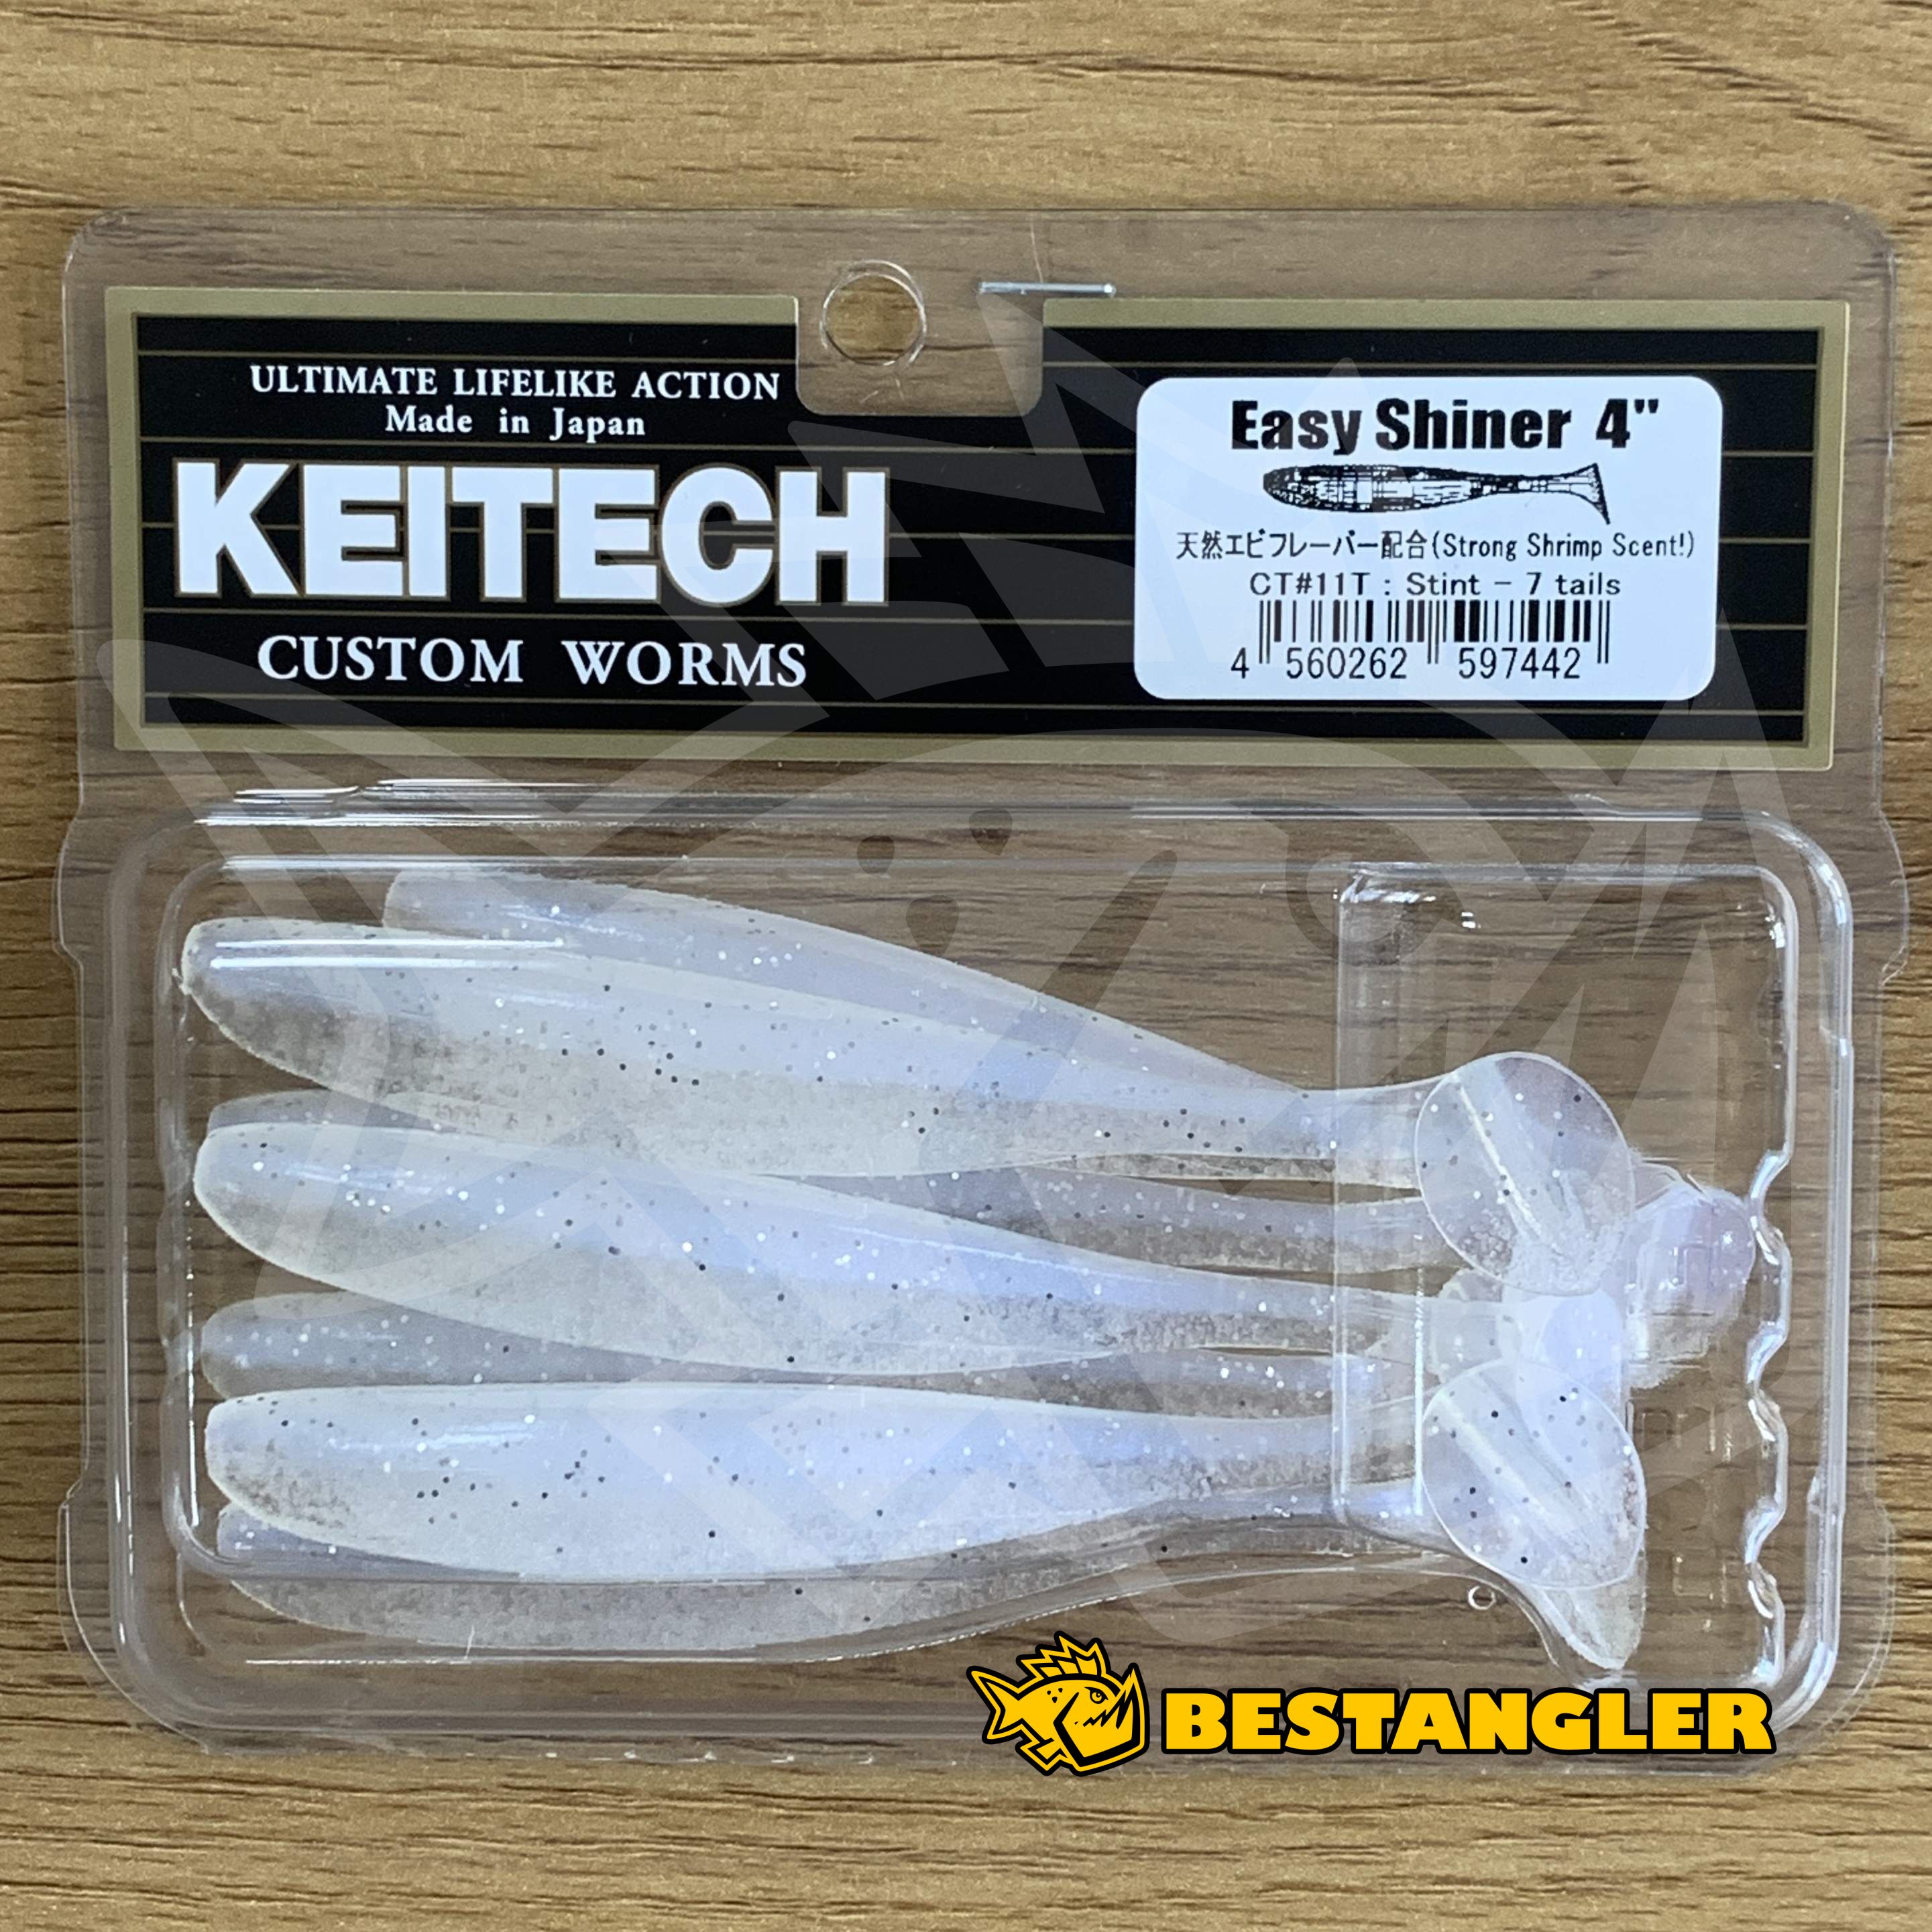 ULTIMATE LIFELIKE ACTION
Made in Japan
KEITECH
CUSTOM WORMS
Easy Shiner 4"
天然エビフレーバー配合(Strong Shrimp Scent!)
CT#11T : Stint - 7 tails
4 560262 597442
BESTANGLER